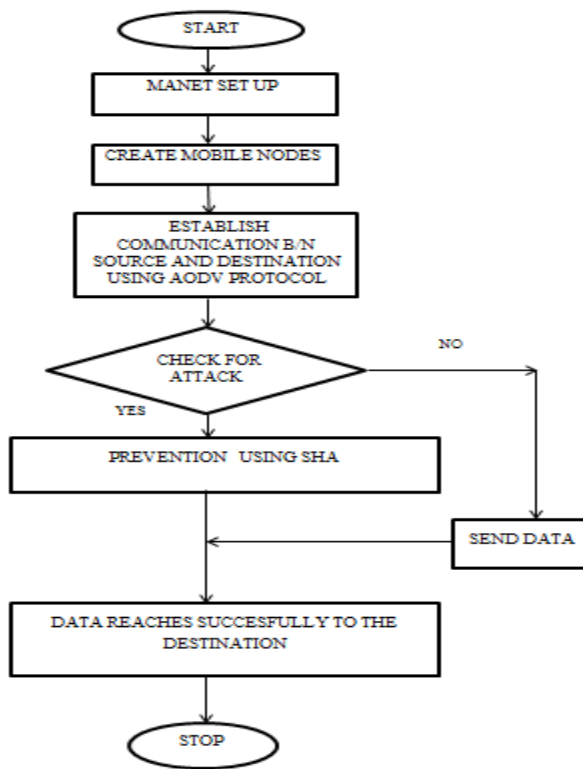 START
MANET SET UP
CREATE MOBILE NODES
ESTABLISH
COMMUNICATION B/N
SOURCE AND DESTINATION
USING AODV PROTOCOL
CHECK FOR
ATTACK
NO
YES
PREVENTION USING SHA
SEND DATA
DATA REACHES SUCCESFULLY TO THE
DESTINATION
STOP